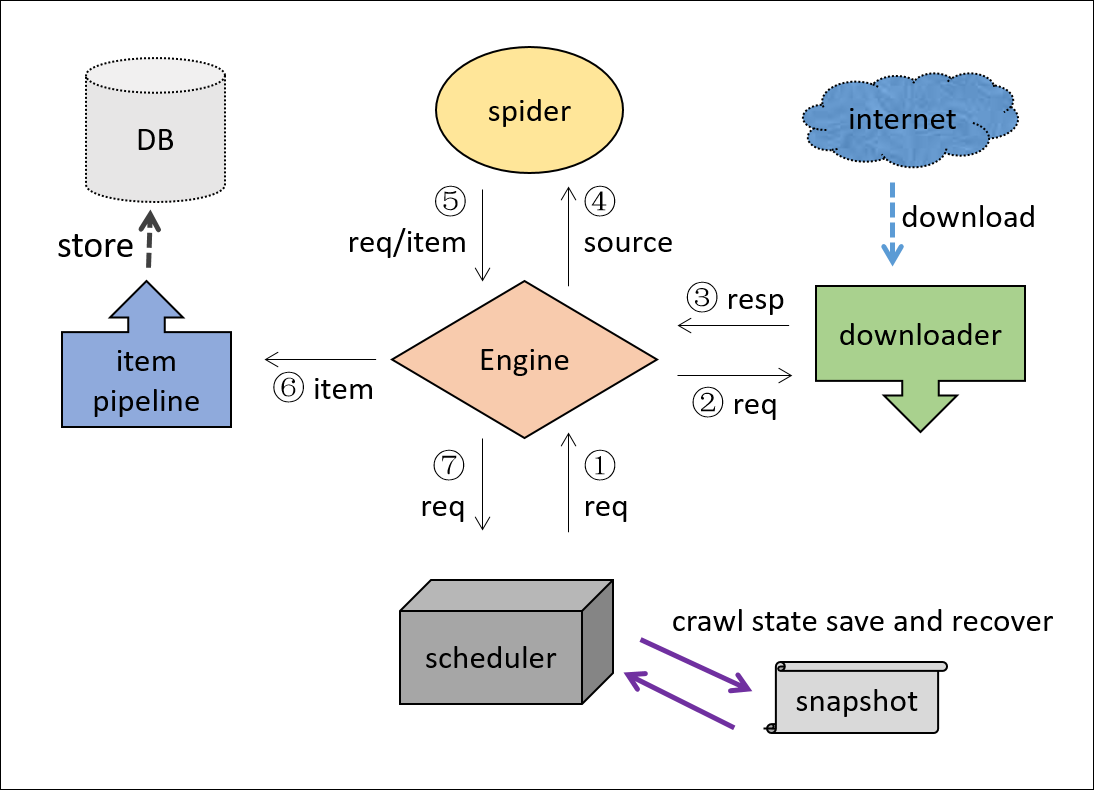 DB
spider
internet
⑤
req/item
④
source
store
download
③ resp
downloader
item
pipeline
Engine
⑥ item
② req
⑦
req
①
req
scheduler
crawl state save and recover
snapshot